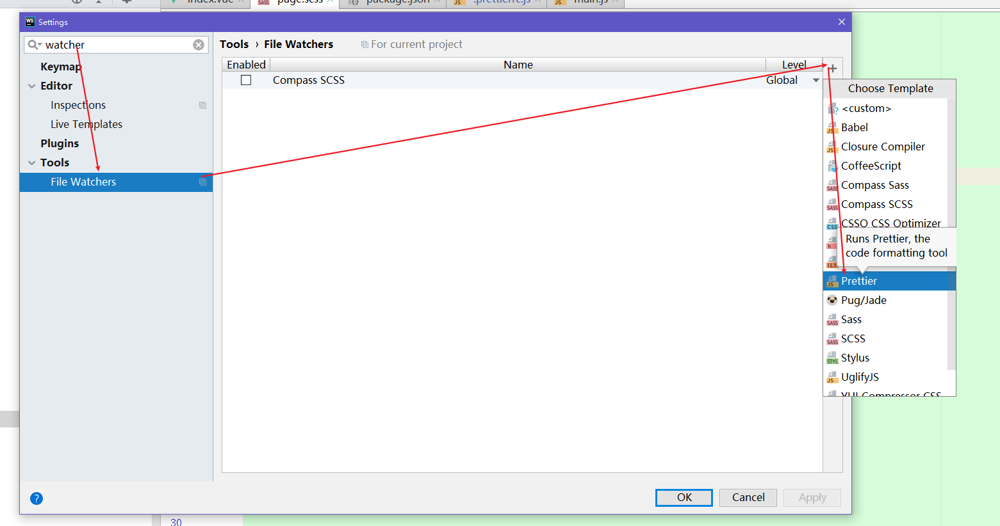 index.vue
page.scss
package.json
.prettierrc.js
main.js
WS Settings
watcher
Tools › File Watchers
For current project
Keymap
Editor
Inspections
Live Templates
Plugins
Tools
File Watchers
Enabled
Name
Level
Compass SCSS
Global
Choose Template
<custom>
Babel
Closure Compiler
CoffeeScript
Compass Sass
Compass SCSS
CSSO CSS Optimizer
Runs Prettier, the
code formatting tool
Prettier
Pug/Jade
Sass
SCSS
Stylus
UglifyJS
YUI Compressor CSS
?
OK
Cancel
Apply
30